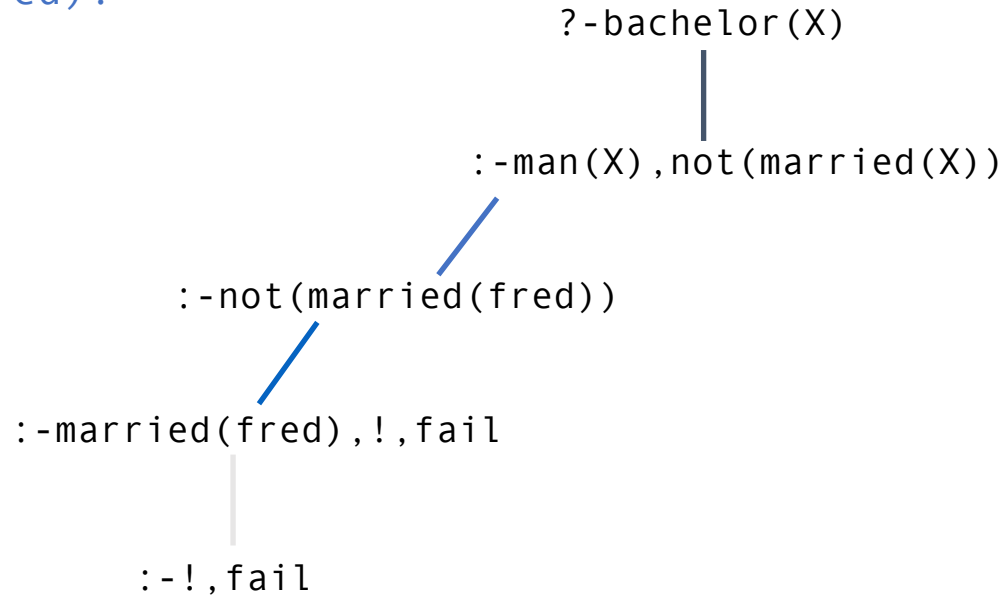 ed).
?-bachelor(X)
:-man(X),not(married(X))
:-not(married(fred))
:-married(fred),!,fail
:-!,fail